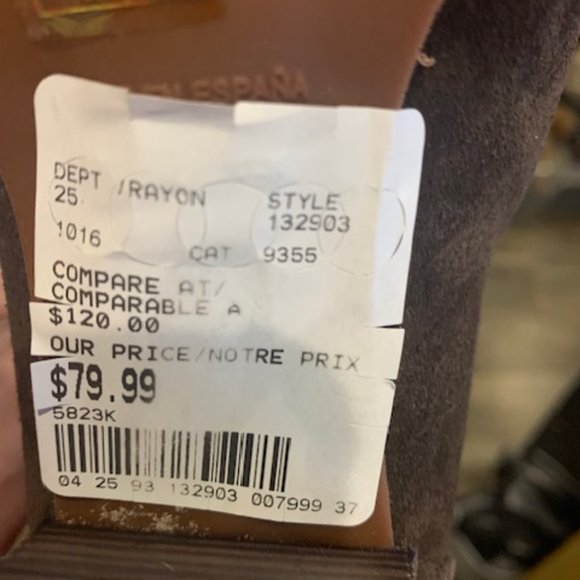 EN ESPAÑA
DEPT /RAYON STYLE
25 132903
1016 CAT 9355
COMPARE AT/
COMPARABLE A
$120.00
OUR PRICE/NOTRE PRIX
$79.99
5823K
04 25 93 132903 007999 37